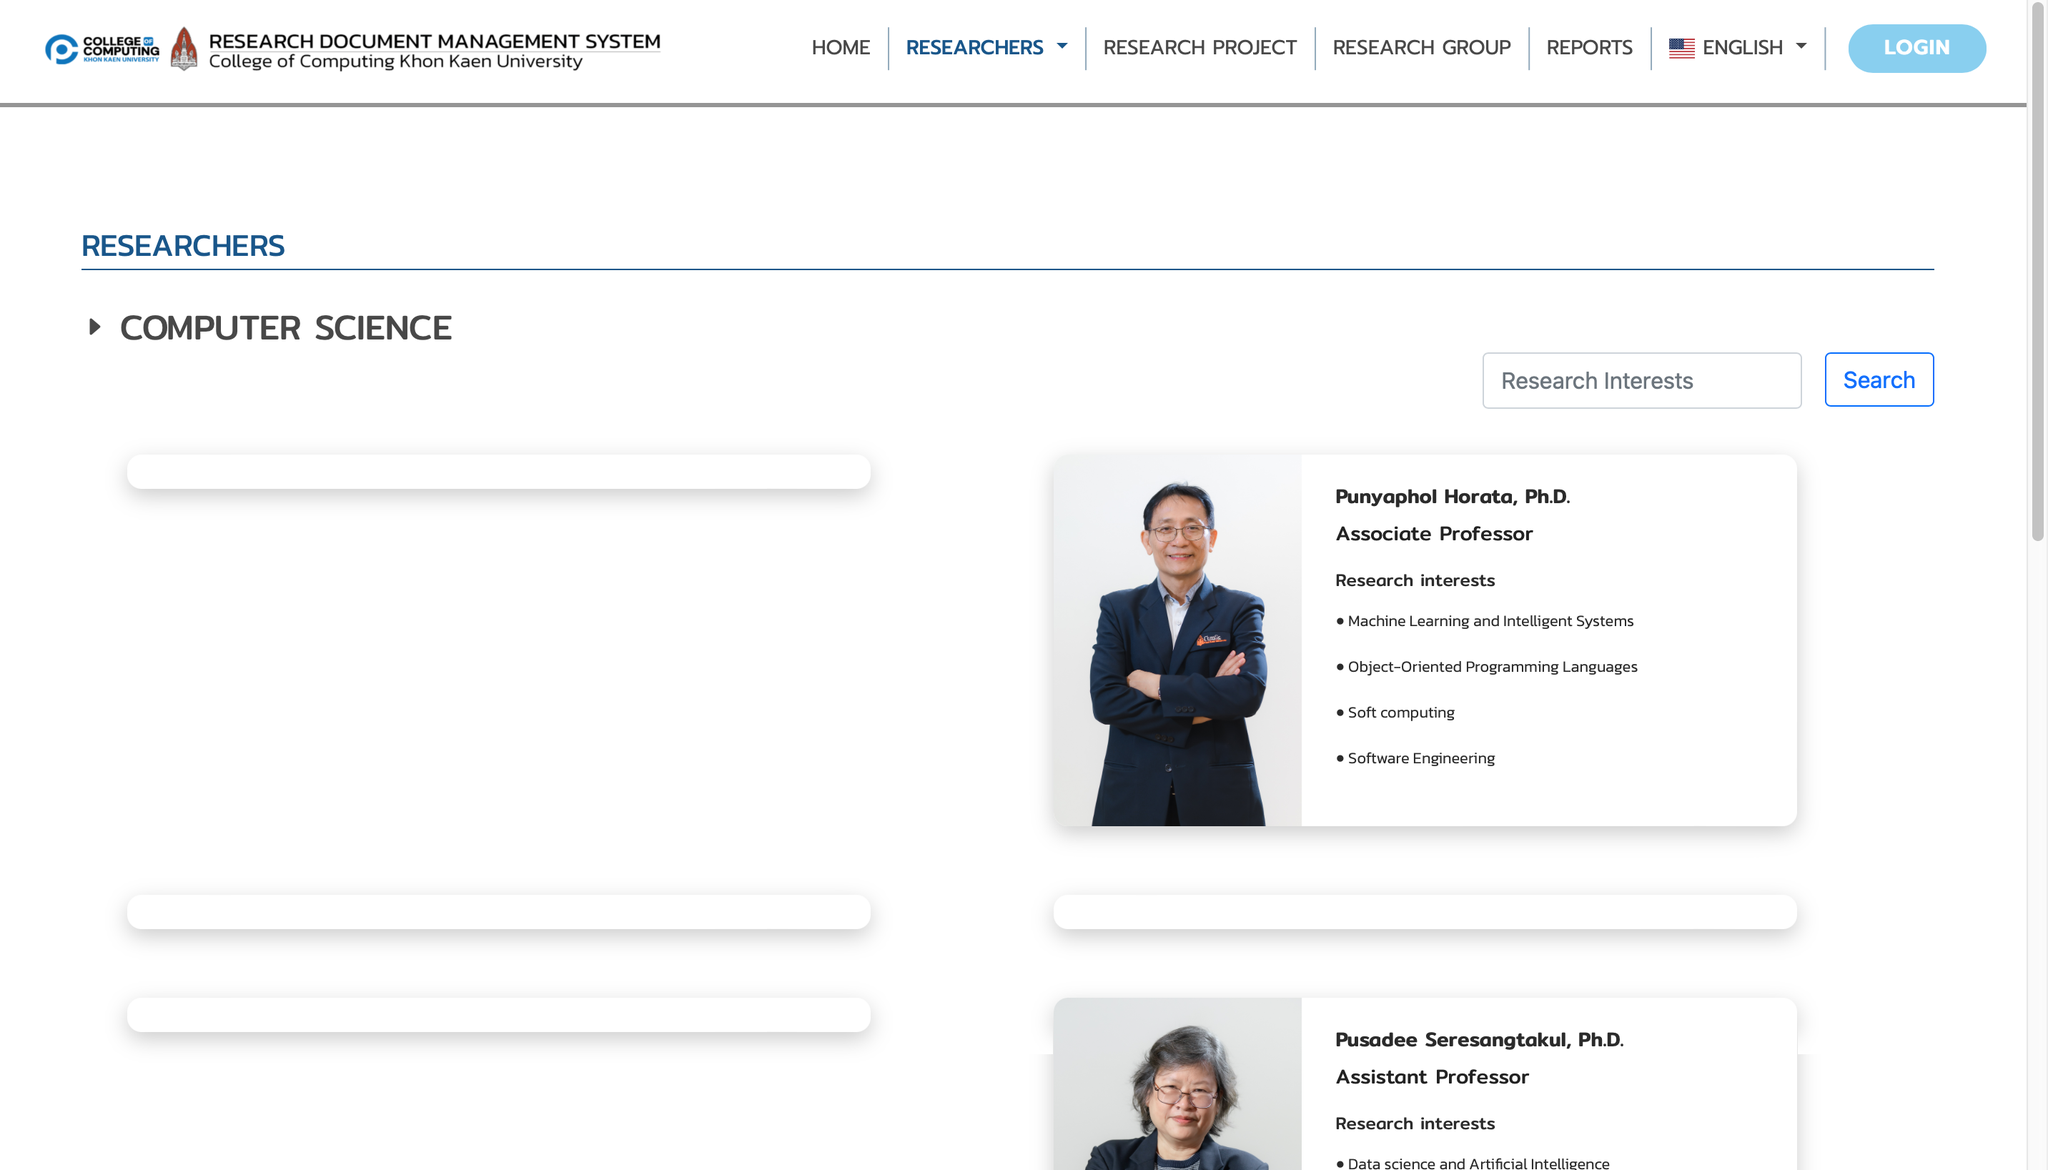 COLLEGE OF
COMPUTING
KHON KAEN UNIVERSITY
RESEARCH DOCUMENT MANAGEMENT SYSTEM
College of Computing Khon Kaen University
HOME
RESEARCHERS
RESEARCH PROJECT
RESEARCH GROUP
REPORTS
ENGLISH
LOGIN
RESEARCHERS
COMPUTER SCIENCE
Research Interests
Search
Punyaphol Horata, Ph.D.
Associate Professor
Research interests
• Machine Learning and Intelligent Systems
• Object-Oriented Programming Languages
• Soft computing
• Software Engineering
Pusadee Seresangtakul, Ph.D.
Assistant Professor
Research interests
• Data science and Artificial Intelligence